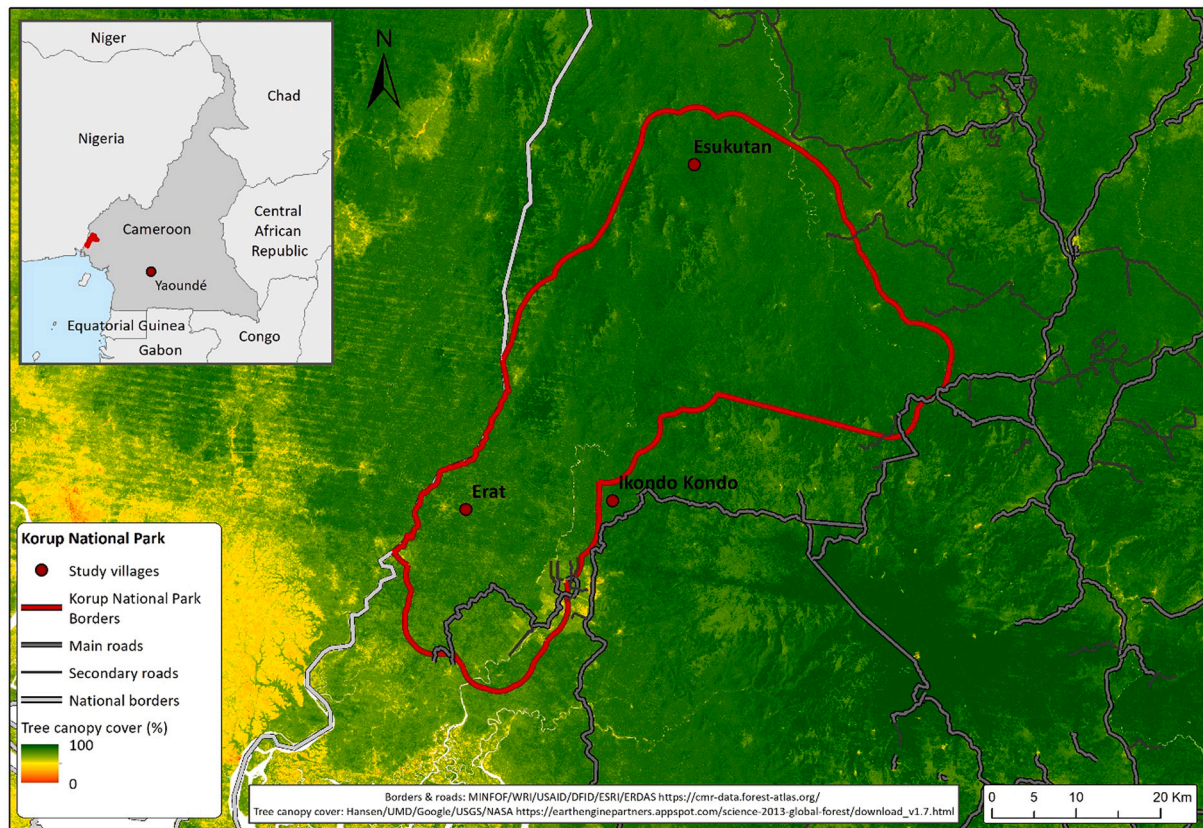 Niger
Chad
Nigeria
Cameroon
Central
African
Republic
Yaoundé
Equatorial Guinea
Gabon
Congo
N
Esukutan
Erat
Ikondo Kondo
Korup National Park
Study villages
Korup National Park
Borders
Main roads
Secondary roads
National borders
Tree canopy cover (%)
100
0
Borders & roads: MINFOF/WRI/USAID/DFID/ESRI/ERDAS https://cmr-data.forest-atlas.org/
Tree canopy cover: Hansen/UMD/Google/USGS/NASA https://earthenginepartners.appspot.com/science-2013-global-forest/download_v1.7.html
0 5 10 20 Km